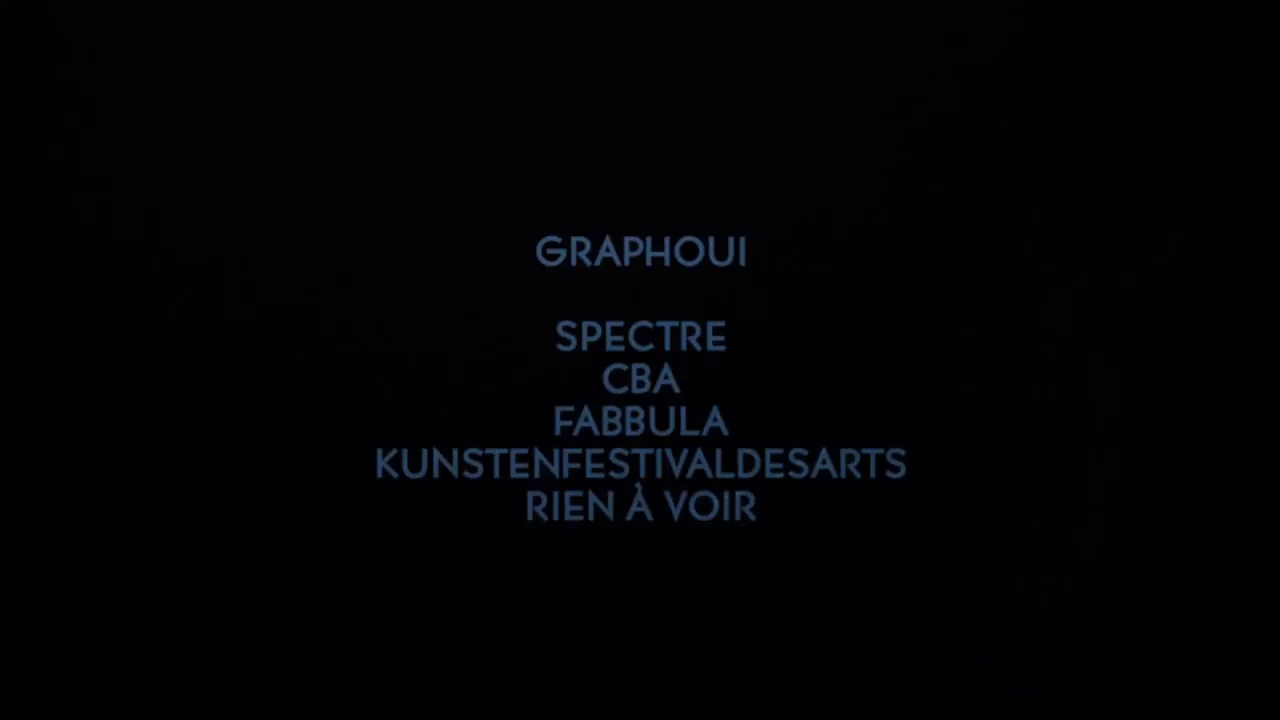 GRAPHOUI
SPECTRE
CBA
FABBULA
KUNSTENFESTIVALDESARTS
RIEN À VOIR